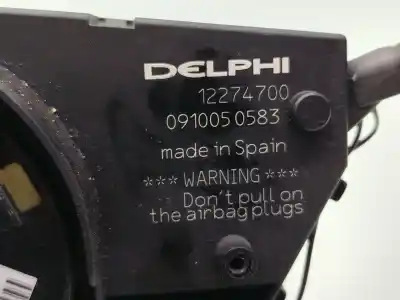 DELPHI
12274700
091005 0583
made in Spain
*** WARNING ***
Don't pull on
the airbag plugs